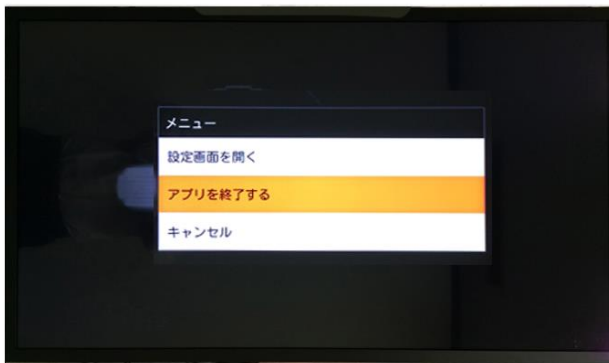 メニュー
設定画面を開く
アプリを終了する
キャンセル